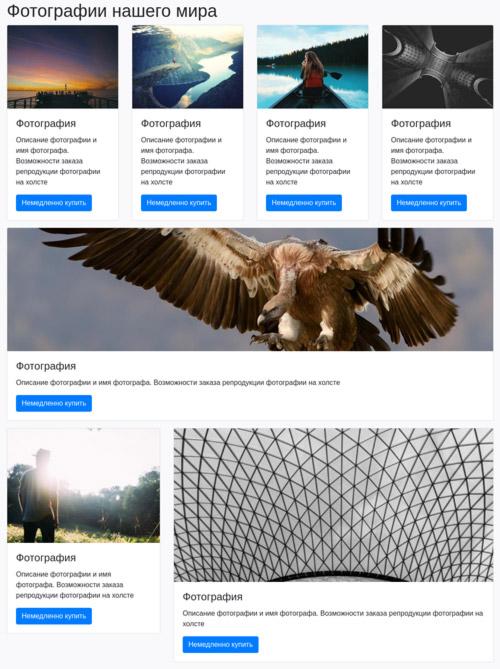 Фотографии нашего мира
Фотография
Описание фотографии и
имя фотографа.
Возможности заказа
репродукции фотографии
на холсте
Немедленно купить
Фотография
Описание фотографии и
имя фотографа.
Возможности заказа
репродукции фотографии
на холсте
Немедленно купить
Фотография
Описание фотографии и
имя фотографа.
Возможности заказа
репродукции фотографии
на холсте
Немедленно купить
Фотография
Описание фотографии и
имя фотографа.
Возможности заказа
репродукции фотографии
на холсте
Немедленно купить
Фотография
Описание фотографии и имя фотографа. Возможности заказа репродукции фотографии на холсте
Немедленно купить
Фотография
Описание фотографии и имя
фотографа. Возможности заказа
репродукции фотографии на холсте
Немедленно купить
Фотография
Описание фотографии и имя фотографа. Возможности заказа репродукции фотографии на
холсте
Немедленно купить